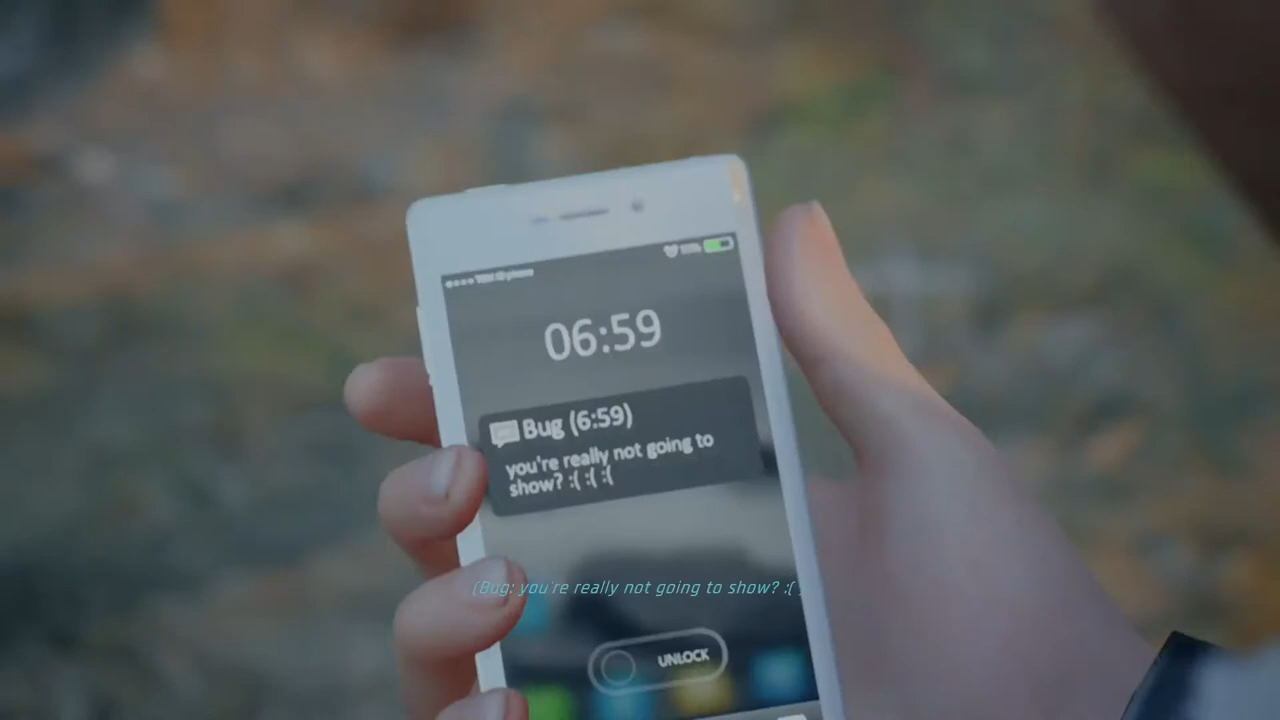 06:59
Bug (6:59)
you're really not going to
show? :( :( :(
(Bug: you're really not going to show? :( )
UNLOCK